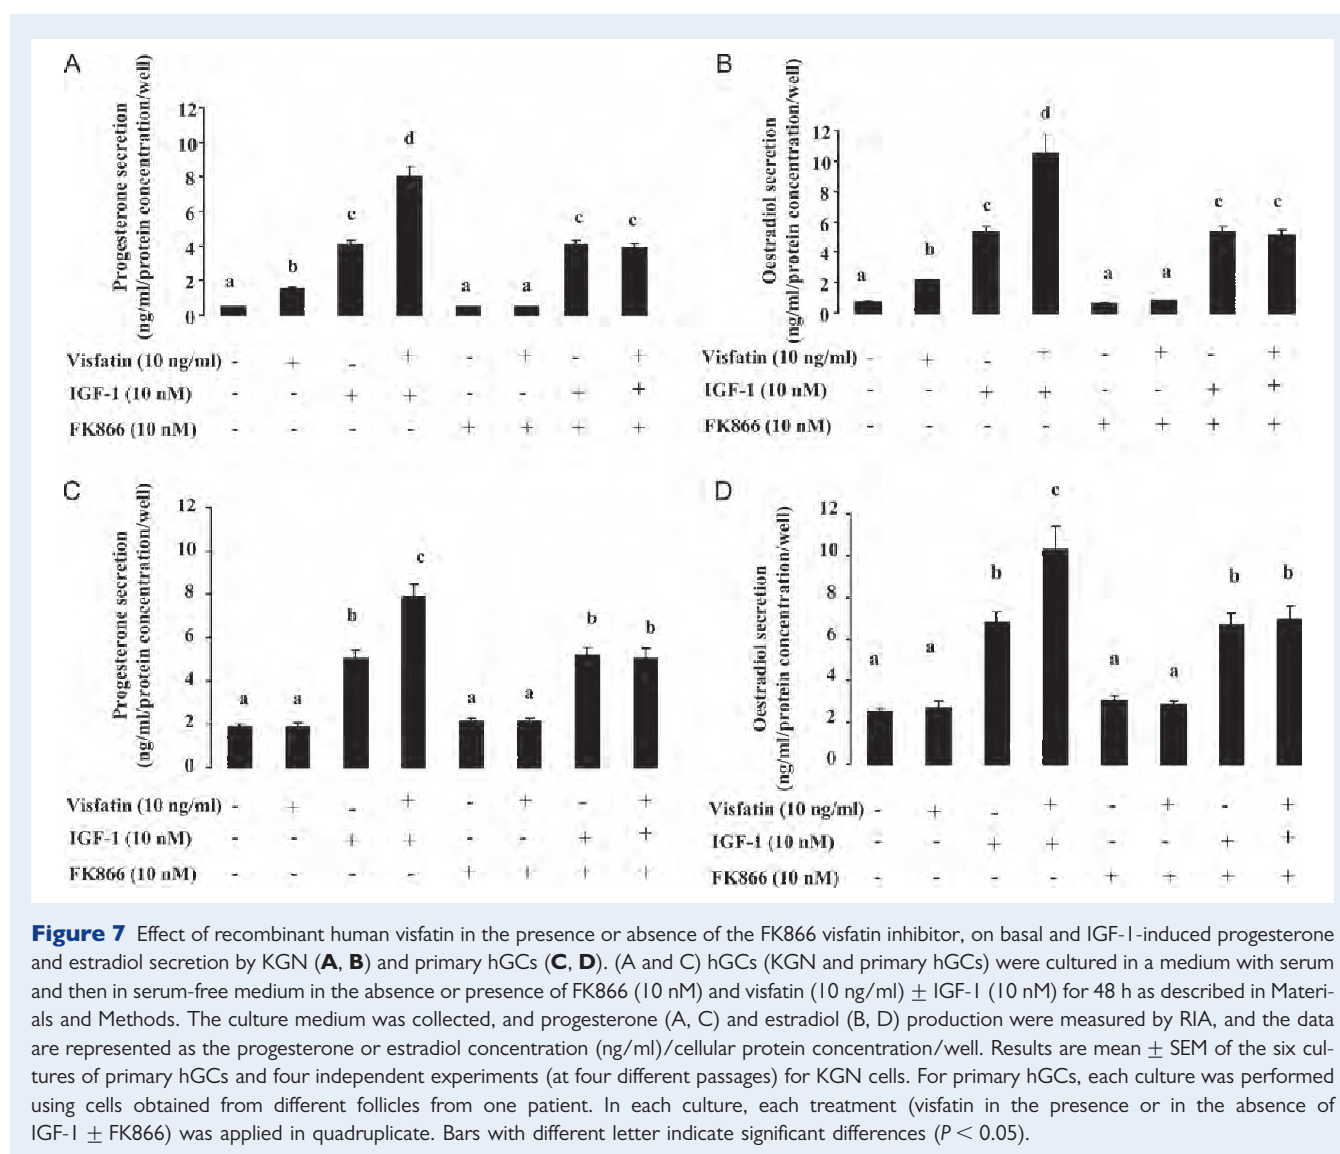 A
Progesterone secretion
(ng/ml/protein concentration/well)
12
10
8
6
4
2
0
a
b
c
d
a
a
c
c
Visfatin (10 ng/ml) - + - + - + - +
IGF-1 (10 nM) - - + + - - + +
FK866 (10 nM) - - - - + + + +
B
Oestradiol secretion
(ng/ml/protein concentration/well)
12
10
8
6
4
2
0
a
b
c
d
a
a
c
c
Visfatin (10 ng/ml) - + - + - + - +
IGF-1 (10 nM) - - + + - - + +
FK866 (10 nM) - - - - + + + +
C
Progesterone secretion
(ng/ml/protein concentration/well)
12
10
8
6
4
2
0
a
a
b
c
a
a
b
b
Visfatin (10 ng/ml) - + - + - + - +
IGF-1 (10 nM) - - + + - - + +
FK866 (10 nM) - - - - + + + +
D
Oestradiol secretion
(ng/ml/protein concentration/well)
12
10
8
6
4
2
0
a
a
b
c
a
a
b
b
Visfatin (10 ng/ml) - + - + - + - +
IGF-1 (10 nM) - - + + - - + +
FK866 (10 nM) - - - - + + + +
Figure 7 Effect of recombinant human visfatin in the presence or absence of the FK866 visfatin inhibitor, on basal and IGF-1-induced progesterone
and estradiol secretion by KGN (A, B) and primary hGCs (C, D). (A and C) hGCs (KGN and primary hGCs) were cultured in a medium with serum
and then in serum-free medium in the absence or presence of FK866 (10 nM) and visfatin (10 ng/ml) ± IGF-1 (10 nM) for 48 h as described in Materi-
als and Methods. The culture medium was collected, and progesterone (A, C) and estradiol (B, D) production were measured by RIA, and the data
are represented as the progesterone or estradiol concentration (ng/ml)/cellular protein concentration/well. Results are mean ± SEM of the six cul-
tures of primary hGCs and four independent experiments (at four different passages) for KGN cells. For primary hGCs, each culture was performed
using cells obtained from different follicles from one patient. In each culture, each treatment (visfatin in the presence or in the absence of
IGF-1 ± FK866) was applied in quadruplicate. Bars with different letter indicate significant differences (P < 0.05).